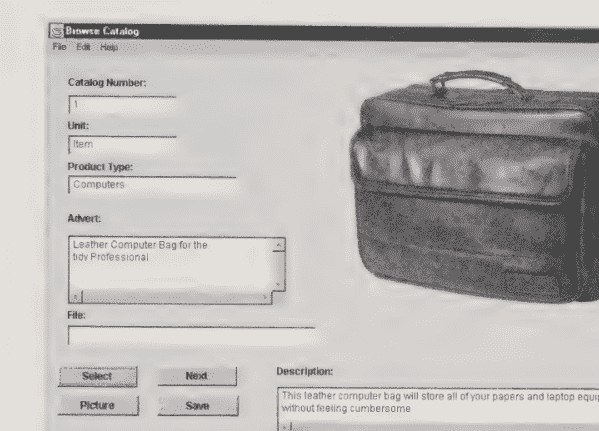 Browse Catalog
File Edit Help
Catalog Number:
1
Unit:
Item
Product Type:
Computers
Advert:
Leather Computer Bag for the
tidy Professional
File:
Select Next
Picture Save
Description:
This leather computer bag will store all of your papers and laptop equip
without feeling cumbersome